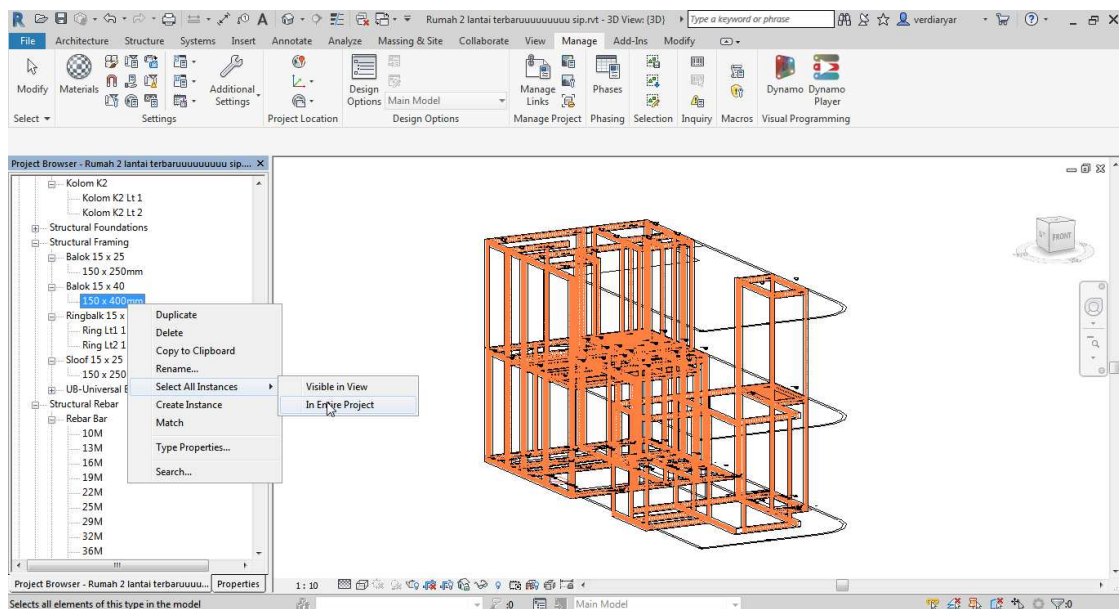 Rumah 2 lantai terbaruuuuuuuuu sip.rvt - 3D View: {3D}
Type a keyword or phrase
verdiaryar
File Architecture Structure Systems Insert Annotate Analyze Massing & Site Collaborate View Manage Add-Ins Modify
Modify
Materials
Additional
Settings
Design
Options
Main Model
Manage
Links
Phases
Dynamo
Dynamo
Player
Select
Settings
Project Location
Design Options
Manage Project
Phasing
Selection
Inquiry
Macros
Visual Programming
Project Browser - Rumah 2 lantai terbaruuuuuuuuu sip....
Kolom K2
Kolom K2 Lt 1
Kolom K2 Lt 2
Structural Foundations
Structural Framing
Balok 15 x 25
150 x 250mm
Balok 15 x 40
150 x 400mm
Ringbalk 15 x
Ring Lt1 1
Ring Lt2 1
Sloof 15 x 25
150 x 250
UB-Universal
Structural Rebar
Rebar Bar
10M
13M
16M
19M
22M
25M
29M
32M
36M
Duplicate
Delete
Copy to Clipboard
Rename...
Select All Instances
Create Instance
Match
Type Properties...
Search...
Visible in View
In Entire Project
FRONT
Project Browser - Rumah 2 lantai terbaruuuu...
Properties
1 : 10
Selects all elements of this type in the model
:0
Main Model
:0